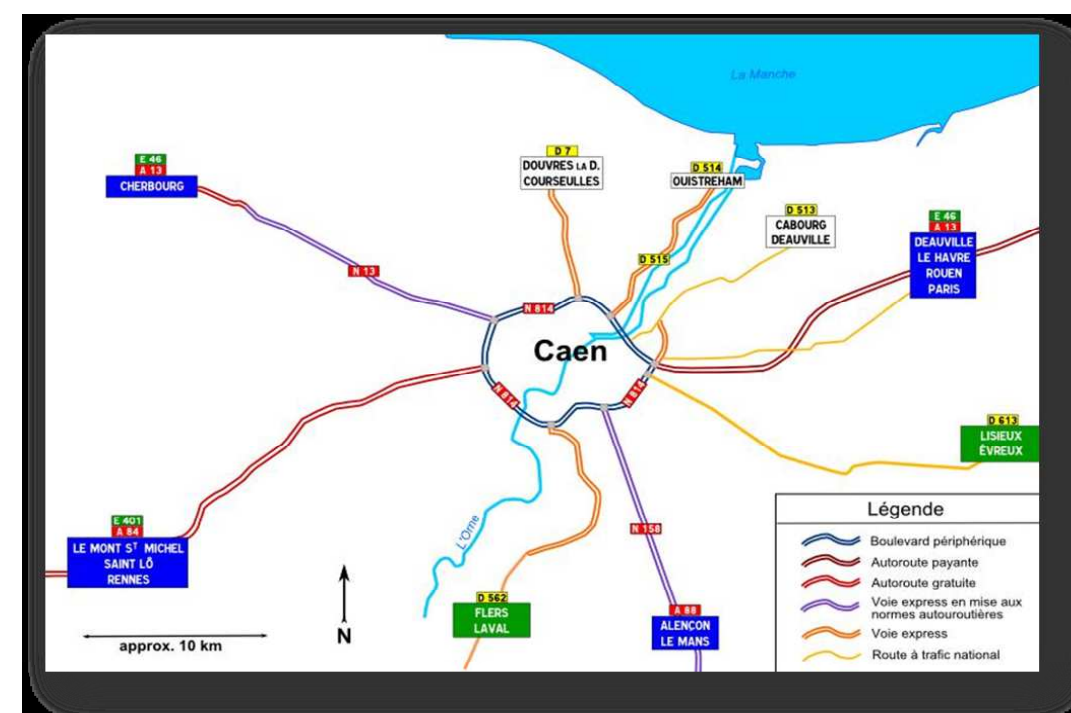 La Manche
E 46
A 13
CHERBOURG
D 7
DOUVRES LA D.
COURSEULLES
D 514
OUISTREHAM
D 513
CABOURG
DEAUVILLE
E 46
A 13
DEAUVILLE
LE HAVRE
ROUEN
PARIS
D 515
N 13
N 814
Caen
N 814
N 814
D 613
LISIEUX
ÉVREUX
E 401
A 84
LE MONT ST MICHEL
SAINT LÔ
RENNES
L'Orne
N 158
D 562
FLERS
LAVAL
A 88
ALENÇON
LE MANS
N
approx. 10 km
Légende
Boulevard périphérique
Autoroute payante
Autoroute gratuite
Voie express en mise aux
normes autouroutières
Voie express
Route à trafic national